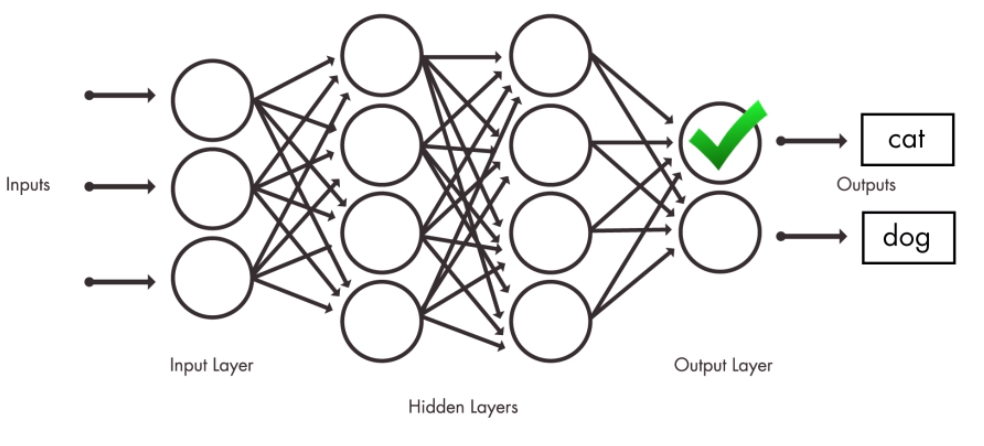 cat
Inputs
Outputs
dog
Input Layer
Output Layer
Hidden Layers